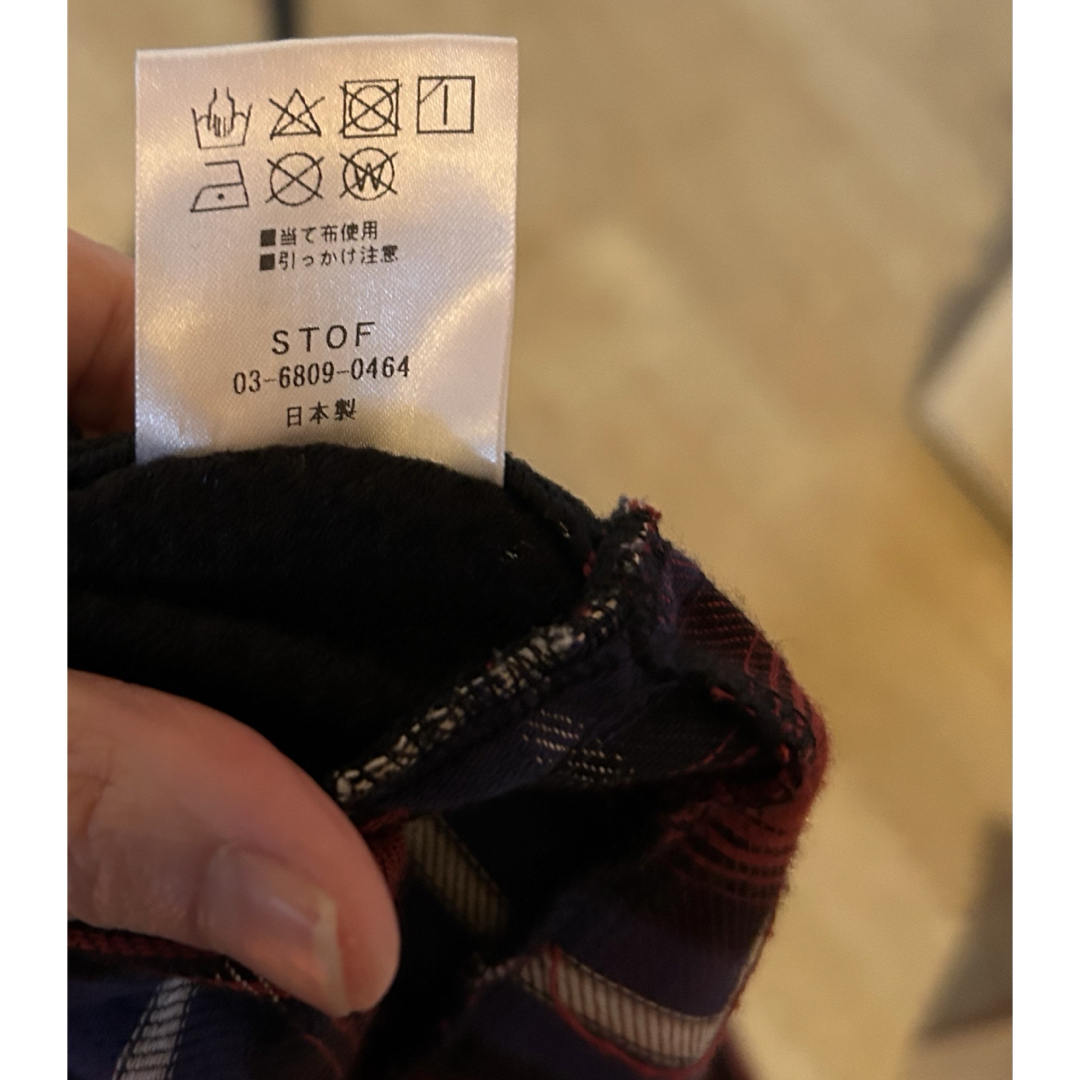 W
■当て布使用
■引っかけ注意
STOF
03-6809-0464
日本製